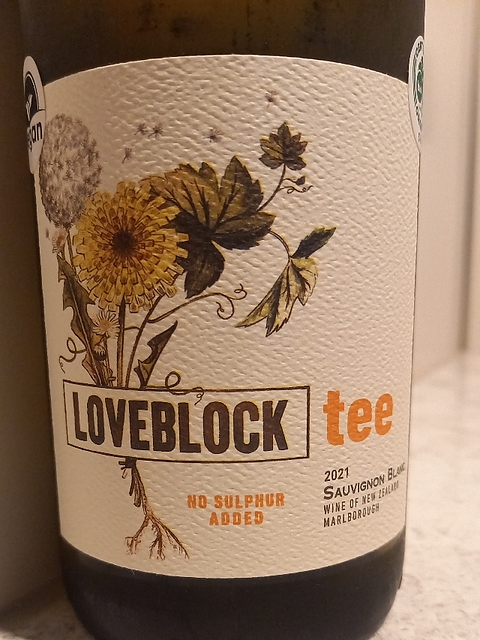 LOVEBLOCK
tee
NO SULPHUR
ADDED
2021
SAUVIGNON BLANC
WINE OF NEW ZEALAND
MARLBOROUGH